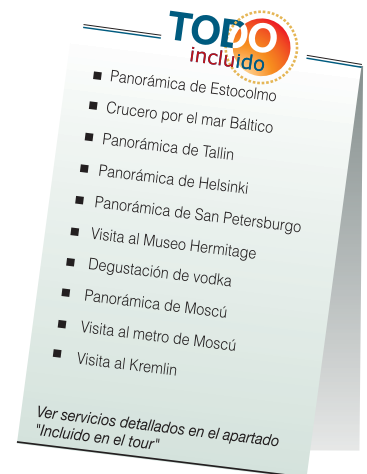 TODO
incluido
Panorámica de Estocolmo
Crucero por el mar Báltico
Panorámica de Tallin
Panorámica de Helsinki
Panorámica de San Petersburgo
Visita al Museo Hermitage
Degustación de vodka
Panorámica de Moscú
Visita al metro de Moscú
Visita al Kremlin
Ver servicios detallados en el apartado
"Incluido en el tour"